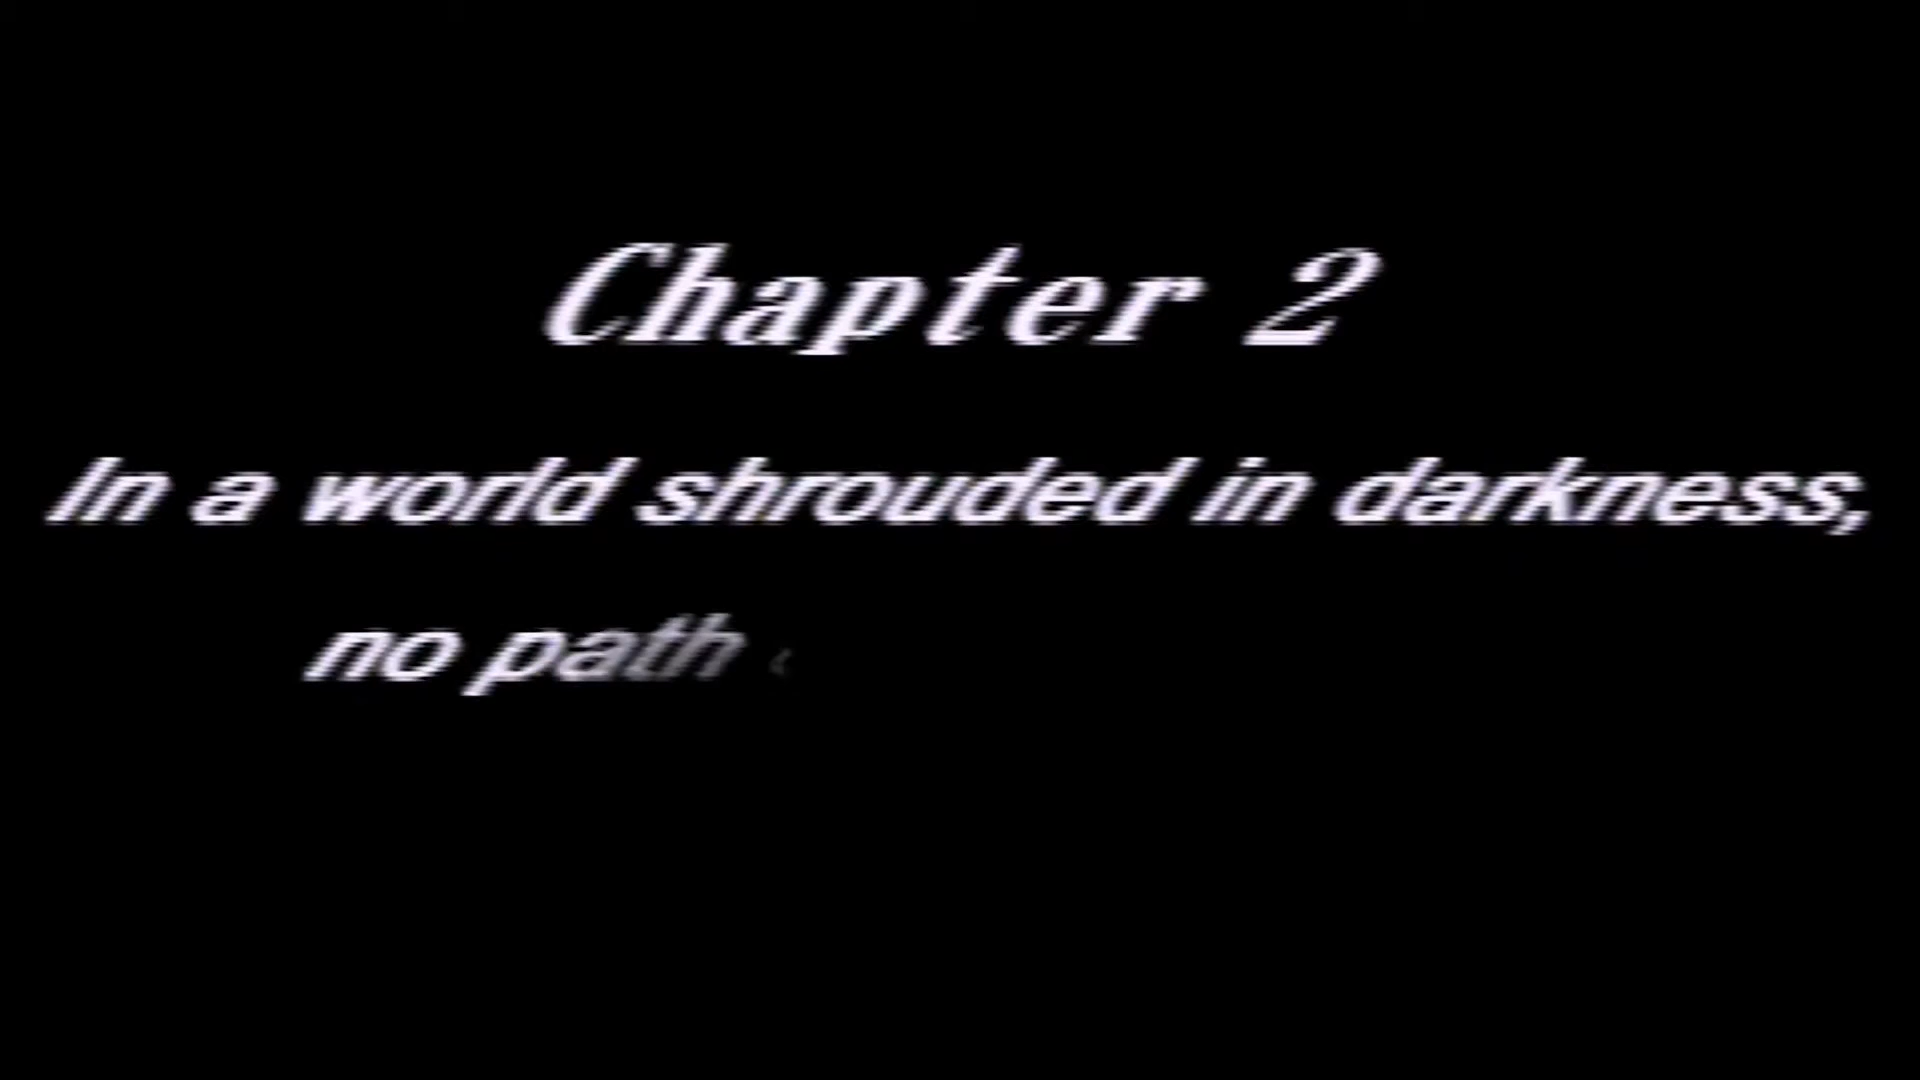 Chapter 2
In a world shrouded in darkness,
no path